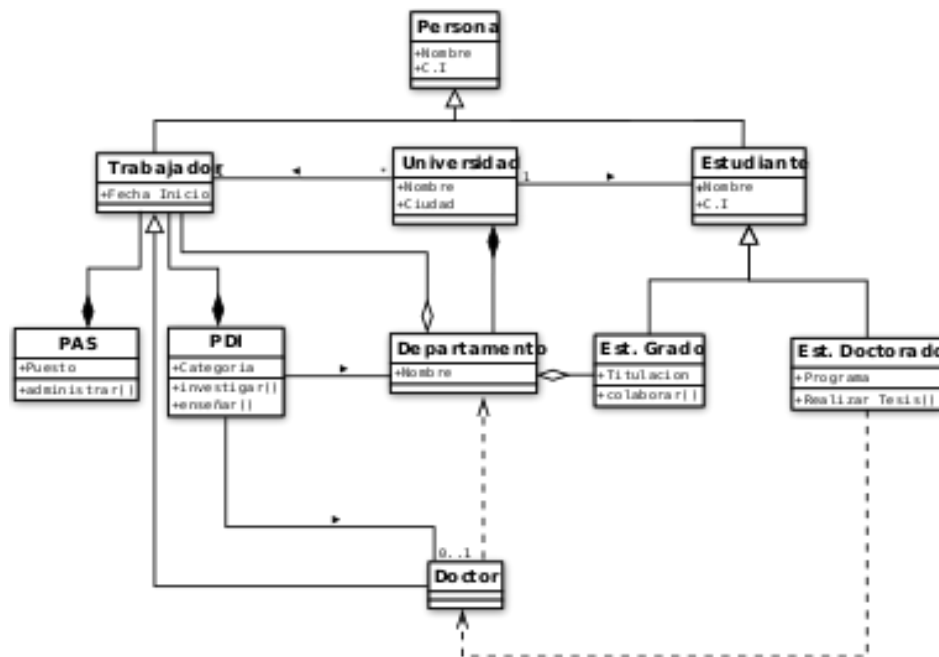 Persona
+Nombre
+C.I
Trabajador
+Fecha Inicio
*
Universidad
+Nombre
+Ciudad
1
Estudiante
+Nombre
+C.I
PAS
+Puesto
+administrar()
PDI
+Categoria
+investigar()
+enseñar()
Departamento
+Nombre
Est. Grado
+Titulacion
+colaborar()
Est. Doctorado
+Programa
+Realizar Tesis()
0..1
Doctor